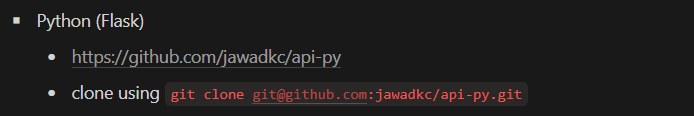 Python (Flask)
https://github.com/jawadkc/api-py
clone using git clone git@github.com:jawadkc/api-py.git